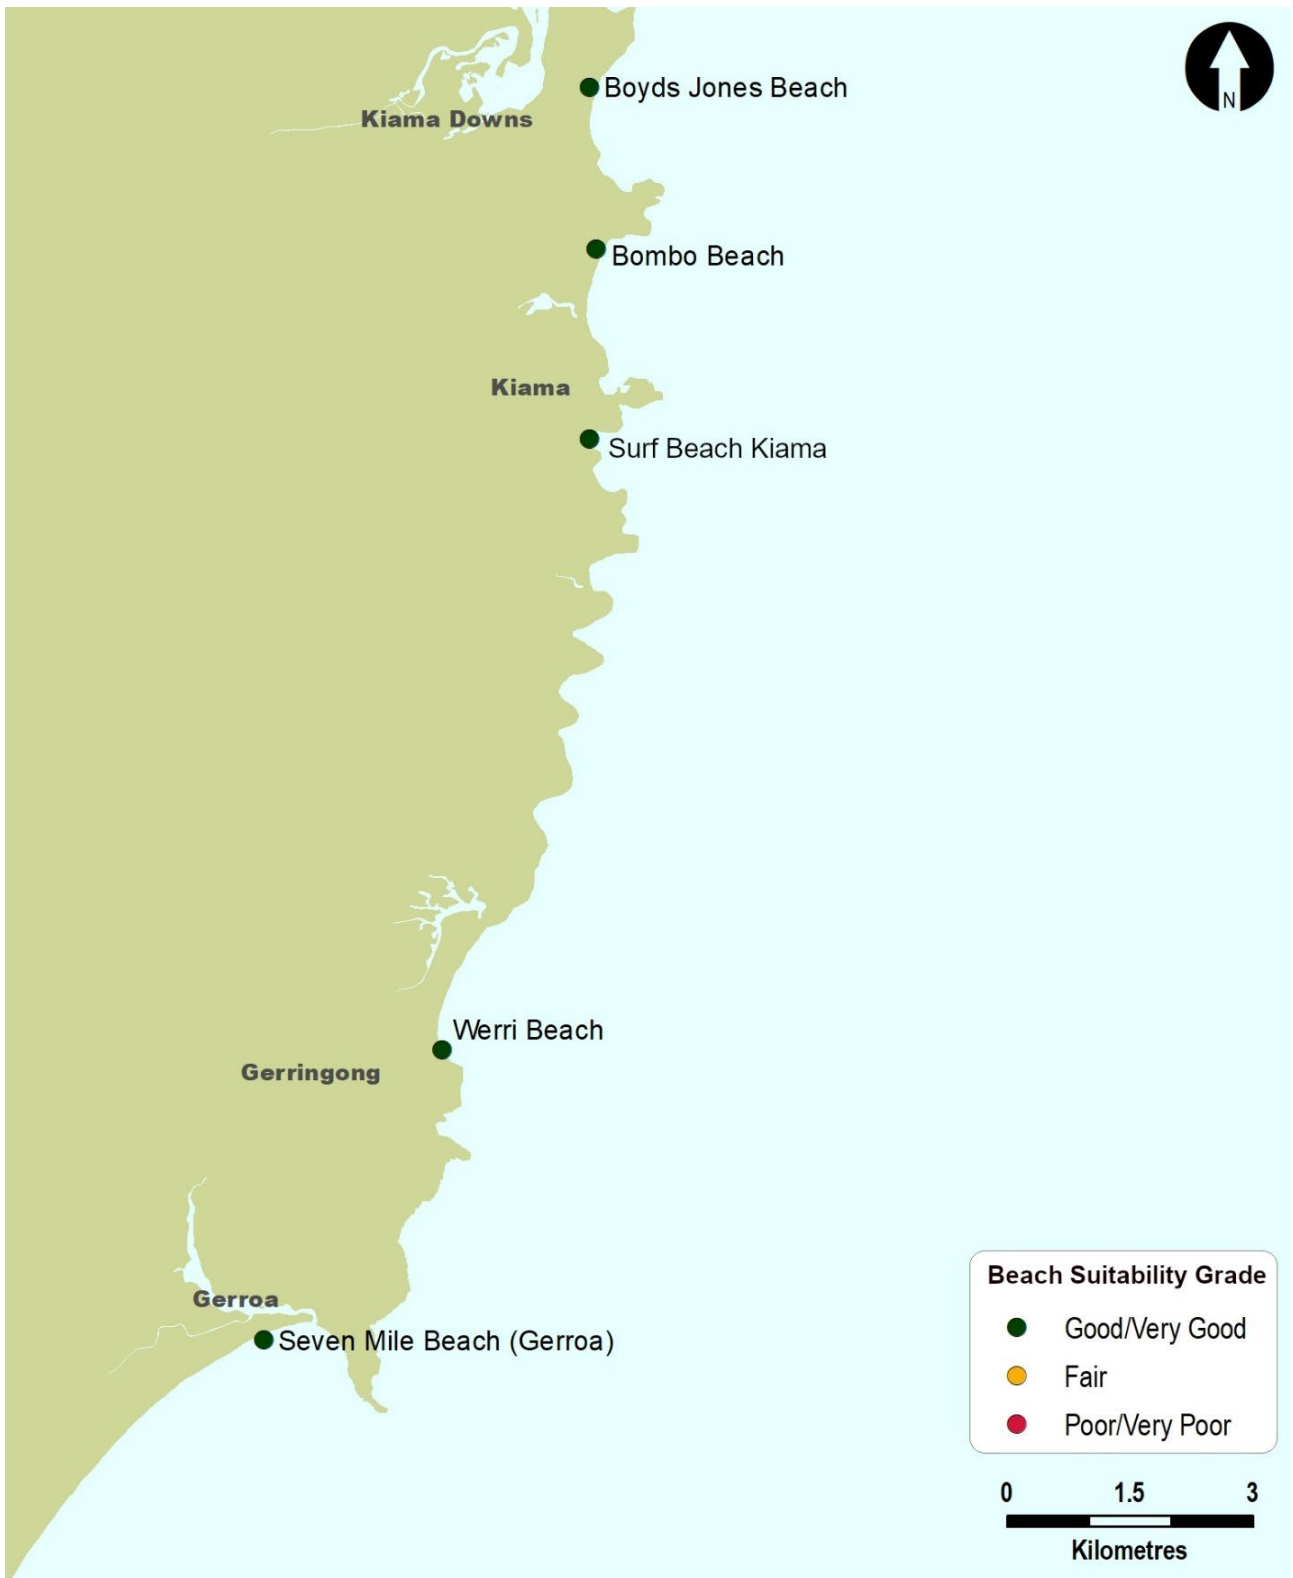 N
Boyds Jones Beach
Kiama Downs
Bombo Beach
Kiama
Surf Beach Kiama
Werri Beach
Gerringong
Gerroa
Seven Mile Beach (Gerroa)
Beach Suitability Grade
Good/Very Good
Fair
Poor/Very Poor
0 1.5 3
Kilometres